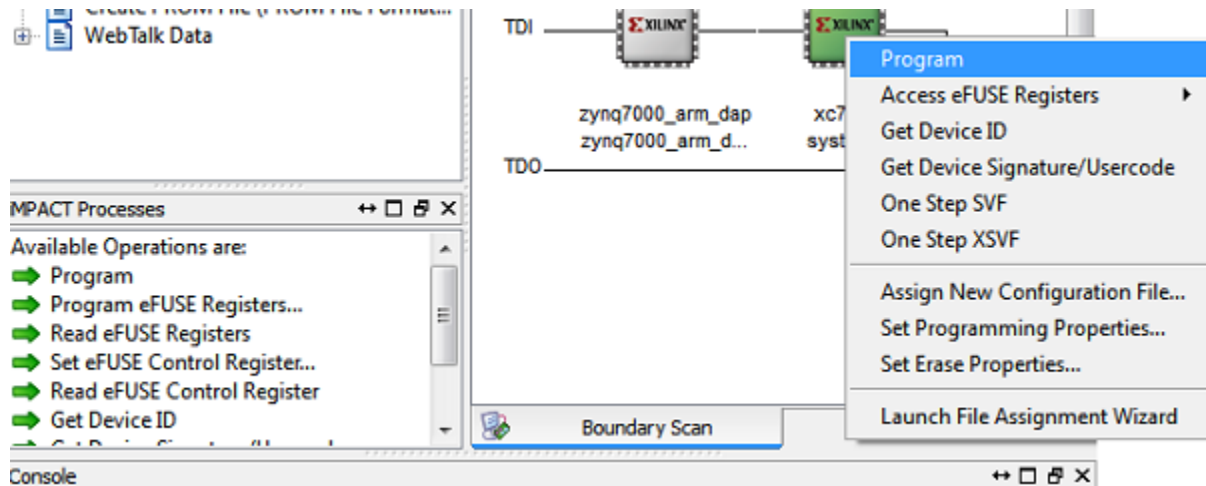 WebTalk Data
TDI
XILINX
XILINX
zynq7000_arm_dap
zynq7000_arm_d...
xc7
syst
TDO
Program
Access eFUSE Registers
Get Device ID
Get Device Signature/Usercode
One Step SVF
One Step XSVF
Assign New Configuration File...
Set Programming Properties...
Set Erase Properties...
Launch File Assignment Wizard
iMPACT Processes
Available Operations are:
Program
Program eFUSE Registers...
Read eFUSE Registers
Set eFUSE Control Register...
Read eFUSE Control Register
Get Device ID
Boundary Scan
Console